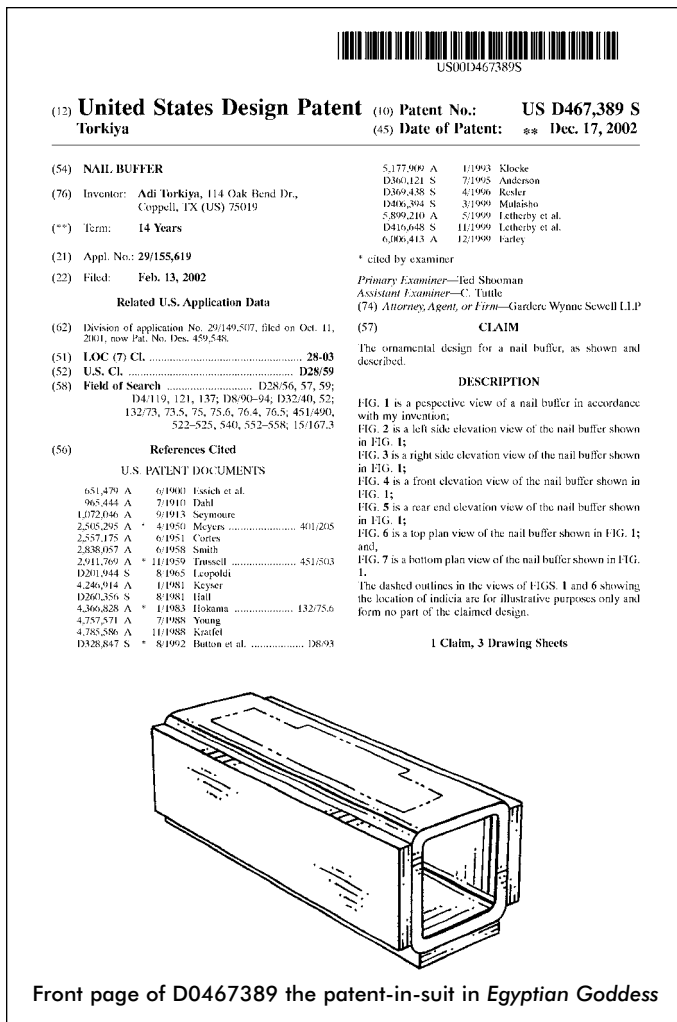 US00D467389S
(12) United States Design Patent
Torkiya
(10) Patent No.: US D467,389 S
(45) Date of Patent: ** Dec. 17, 2002
(54) NAIL BUFFER
(76) Inventor: Adi Torkiya, 114 Oak Bend Dr.,
Coppell, TX (US) 75019
(**) Term: 14 Years
(21) Appl. No.: 29/155,619
(22) Filed: Feb. 13, 2002
Related U.S. Application Data
(62) Division of application No. 29/149,507, filed on Oct. 11,
2001, now Pat. No. Des. 459,548.
(51) LOC (7) Cl. .................................................. 28-03
(52) U.S. Cl. ...................................................... D28/59
(58) Field of Search ........................... D28/56, 57, 59;
D4/119, 121, 137; D8/90–94; D32/40, 52;
132/73, 73.5, 75, 75.6, 76.4, 76.5; 451/490,
522–525, 540, 552–558; 15/167.3
(56) References Cited
U.S. PATENT DOCUMENTS
651,479 A 6/1900 Essich et al.
965,444 A 7/1910 Dahl
1,072,046 A 9/1913 Seymoure
2,505,295 A * 4/1950 Meyers .................... 401/205
2,557,175 A 6/1951 Cortes
2,838,057 A 6/1958 Smith
2,911,769 A * 11/1959 Trussell .................... 451/503
D201,944 S 8/1965 Leopoldi
4,246,914 A 1/1981 Keyser
D260,356 S 8/1981 Hall
4,366,828 A * 1/1983 Hokama .................. 132/75.6
4,757,571 A 7/1988 Young
4,785,586 A 11/1988 Kratfel
D328,847 S * 8/1992 Button et al. .................. D8/93
5,177,909 A 1/1993 Klocke
D360,121 S 7/1995 Anderson
D369,438 S 4/1996 Resler
D406,394 S 3/1999 Mulaisho
5,899,210 A 5/1999 Letherby et al.
D416,648 S 11/1999 Letherby et al.
6,006,413 A 12/1999 Farley
* cited by examiner
Primary Examiner—Ted Shooman
Assistant Examiner—C. Tuttle
(74) Attorney, Agent, or Firm—Gardere Wynne Sewell LLP
(57) CLAIM
The ornamental design for a nail buffer, as shown and
described.
DESCRIPTION
FIG. 1 is a pespective view of a nail buffer in accordance
with my invention;
FIG. 2 is a left side elevation view of the nail buffer shown
in FIG. 1;
FIG. 3 is a right side elevation view of the nail buffer shown
in FIG. 1;
FIG. 4 is a front elevation view of the nail buffer shown in
FIG. 1;
FIG. 5 is a rear end elevation view of the nail buffer shown
in FIG. 1;
FIG. 6 is a top plan view of the nail buffer shown in FIG. 1;
and,
FIG. 7 is a bottom plan view of the nail buffer shown in FIG.
1.
The dashed outlines in the views of FIGS. 1 and 6 showing
the location of indicia are for illustrative purposes only and
form no part of the claimed design.
1 Claim, 3 Drawing Sheets
Front page of D0467389 the patent-in-suit in Egyptian Goddess